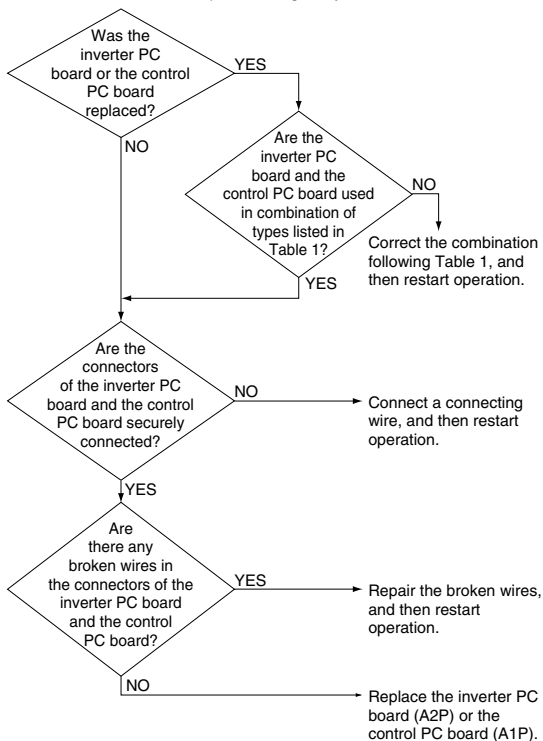 Was the
inverter PC
board or the control
PC board
replaced?
YES
NO
Are the
inverter PC
board and the
control PC board used
in combination of
types listed in
Table 1?
NO
Correct the combination
following Table 1, and
then restart operation.
YES
Are the
connectors
of the inverter PC
board and the control
PC board securely
connected?
NO
Connect a connecting
wire, and then restart
operation.
YES
Are
there any
broken wires in
the connectors of the
inverter PC board
and the control
PC board?
YES
Repair the broken wires,
and then restart
operation.
NO
Replace the inverter PC
board (A2P) or the
control PC board (A1P).